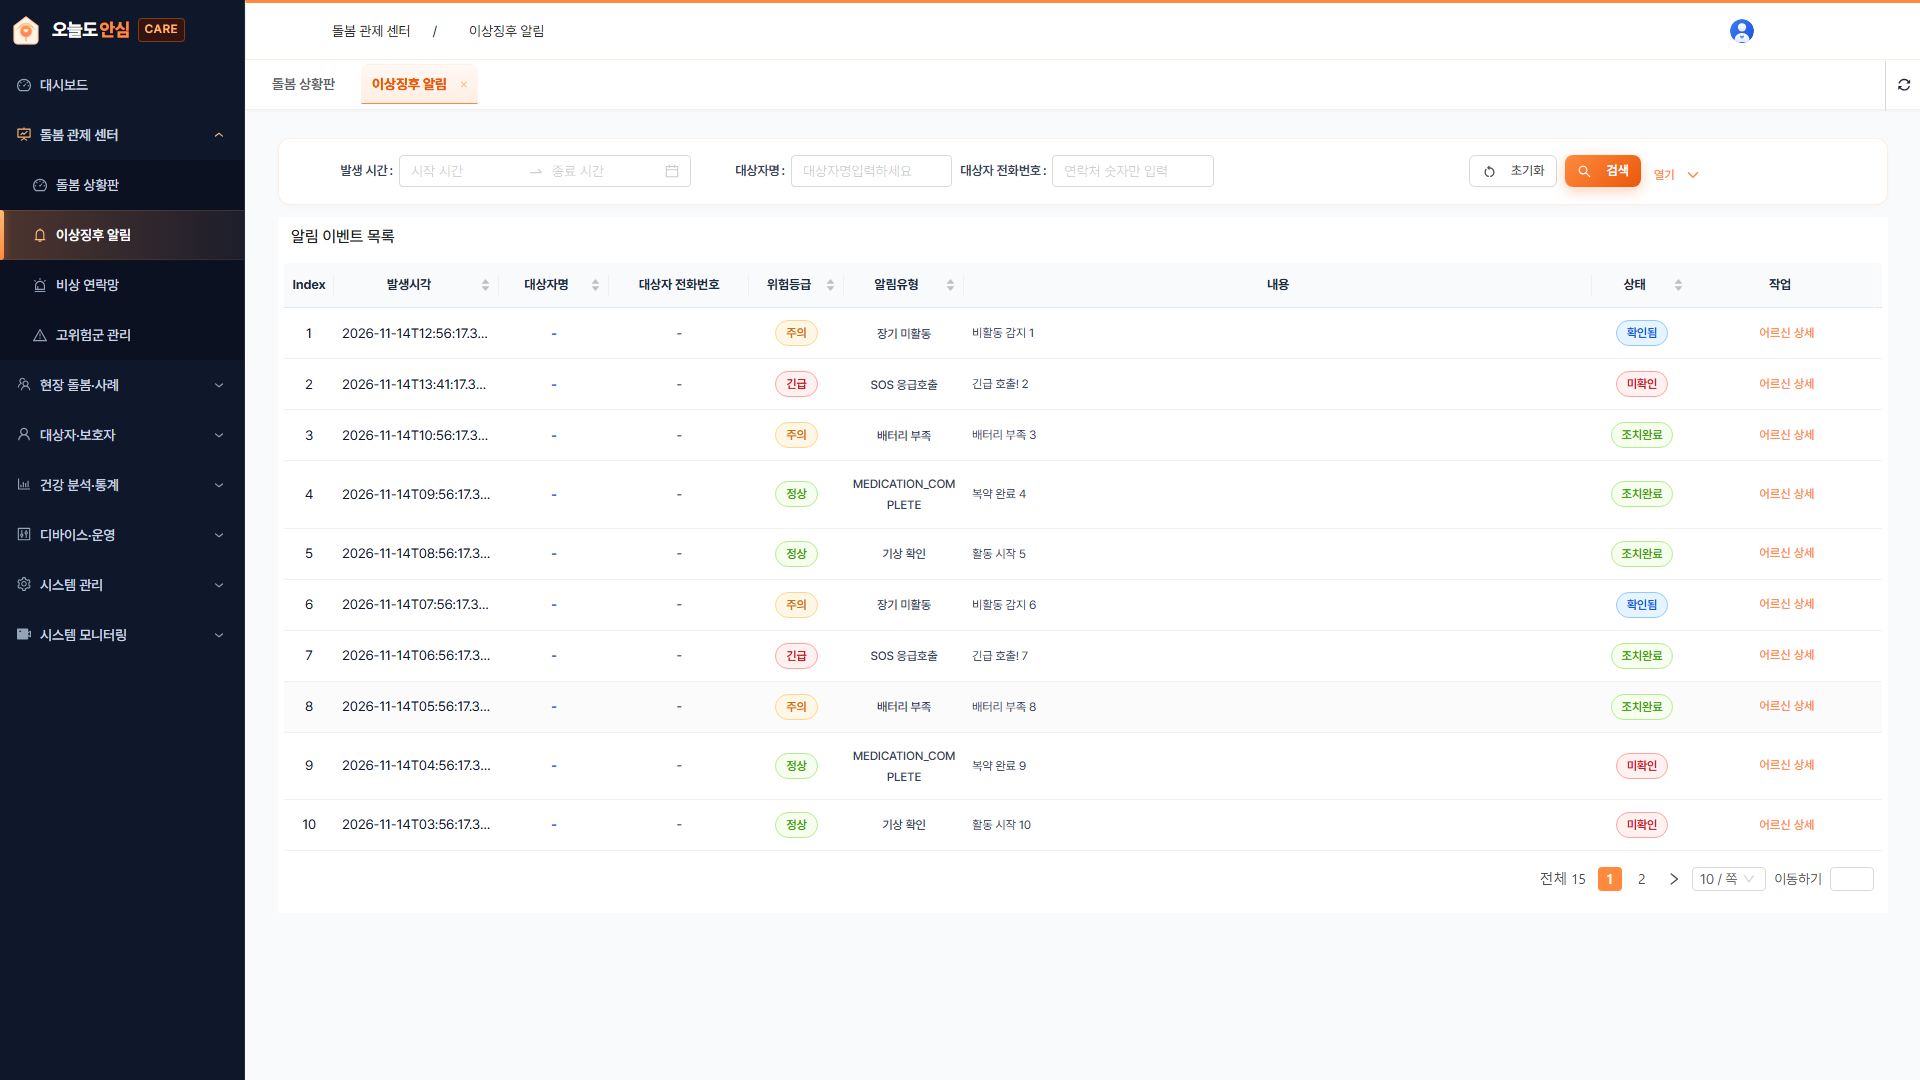 오늘도안심 CARE
대시보드
돌봄 관제 센터
돌봄 상황판
이상징후 알림
비상 연락망
고위험군 관리
현장 돌봄·사례
대상자·보호자
건강 분석·통계
디바이스·운영
시스템 관리
시스템 모니터링
돌봄 관제 센터 / 이상징후 알림
돌봄 상황판 이상징후 알림 ×
발생 시간 : 시작 시간 → 종료 시간 대상자명 : 대상자명입력하세요 대상자 전화번호 : 연락처 숫자만 입력 초기화 검색 열기
알림 이벤트 목록
Index 발생시각 대상자명 대상자 전화번호 위험등급 알림유형 내용 상태 작업
1 2026-11-14T12:56:17.3... - - 주의 장기 미활동 비활동 감지 1 확인됨 어르신 상세
2 2026-11-14T13:41:17.3... - - 긴급 SOS 응급호출 긴급 호출! 2 미확인 어르신 상세
3 2026-11-14T10:56:17.3... - - 주의 배터리 부족 배터리 부족 3 조치완료 어르신 상세
4 2026-11-14T09:56:17.3... - - 정상 MEDICATION_COM
PLETE 복약 완료 4 조치완료 어르신 상세
5 2026-11-14T08:56:17.3... - - 정상 기상 확인 활동 시작 5 조치완료 어르신 상세
6 2026-11-14T07:56:17.3... - - 주의 장기 미활동 비활동 감지 6 확인됨 어르신 상세
7 2026-11-14T06:56:17.3... - - 긴급 SOS 응급호출 긴급 호출! 7 조치완료 어르신 상세
8 2026-11-14T05:56:17.3... - - 주의 배터리 부족 배터리 부족 8 조치완료 어르신 상세
9 2026-11-14T04:56:17.3... - - 정상 MEDICATION_COM
PLETE 복약 완료 9 미확인 어르신 상세
10 2026-11-14T03:56:17.3... - - 정상 기상 확인 활동 시작 10 미확인 어르신 상세
전체 15 1 2 10 / 쪽 이동하기